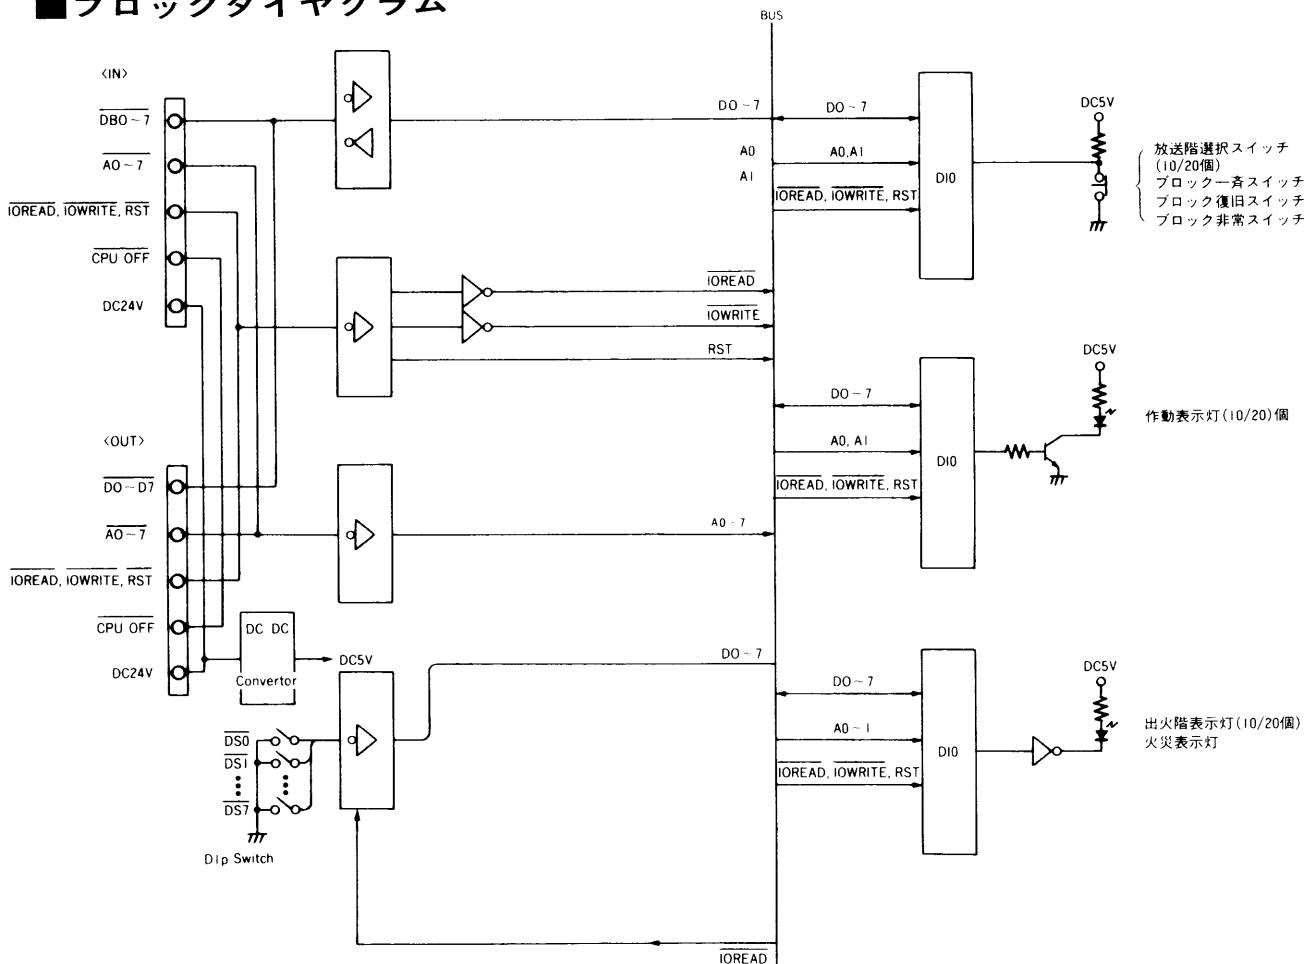 ■ブロックダイヤグラム
BUS
〈IN〉
DB0~7
A0~7
IOREAD, IOWRITE, RST
CPU OFF
DC24V
〈OUT〉
D0~D7
A0~7
IOREAD, IOWRITE, RST
CPU OFF
DC24V
DC DC
Convertor
DC5V
DS0
DS1
DS7
Dip Switch
D0~7
A0
A1
IOREAD
IOWRITE
RST
A0-7
D0~7
IOREAD
D0~7
A0,A1
IOREAD, IOWRITE, RST
DIO
DC5V
放送階選択スイッチ
(10/20個)
ブロック一斉スイッチ
ブロック復旧スイッチ
ブロック非常スイッチ
D0~7
A0, A1
IOREAD, IOWRITE, RST
DIO
DC5V
作動表示灯(10/20)個
D0~7
A0~1
IOREAD, IOWRITE, RST
DIO
DC5V
出火階表示灯(10/20個)
火災表示灯